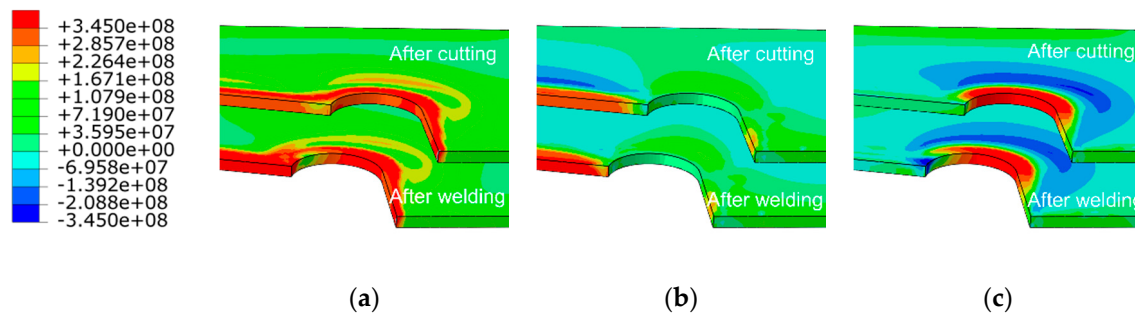 +3.450e+08
+2.857e+08
+2.264e+08
+1.671e+08
+1.079e+08
+7.190e+07
+3.595e+07
+0.000e+00
-6.958e+07
-1.392e+08
-2.088e+08
-3.450e+08
After cutting
After welding
After cutting
After welding
After cutting
After welding
(a)
(b)
(c)